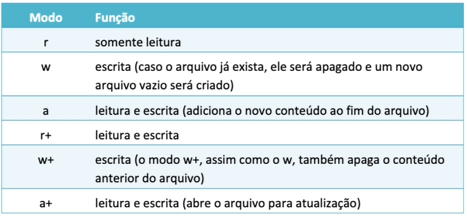 Modo Função
r somente leitura
w escrita (caso o arquivo já exista, ele será apagado e um novo
arquivo vazio será criado)
a leitura e escrita (adiciona o novo conteúdo ao fim do arquivo)
r+ leitura e escrita
w+ escrita (o modo w+, assim como o w, também apaga o conteúdo
anterior do arquivo)
a+ leitura e escrita (abre o arquivo para atualização)